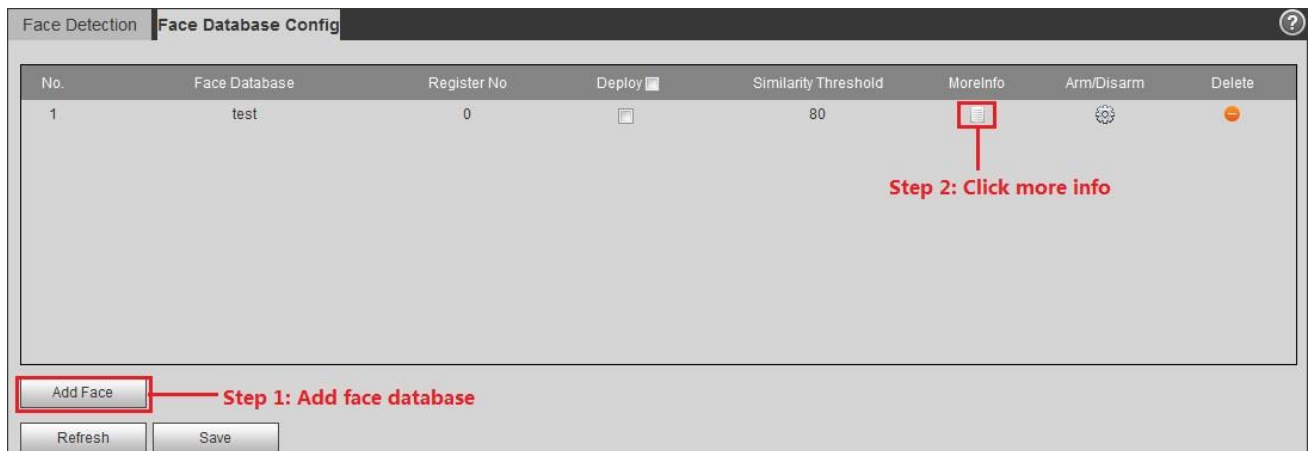 Face Detection Face Database Config ?
No. Face Database Register No Deploy Similarity Threshold MoreInfo Arm/Disarm Delete
1 test 0 80
Step 2: Click more info
Add Face Step 1: Add face database
Refresh Save